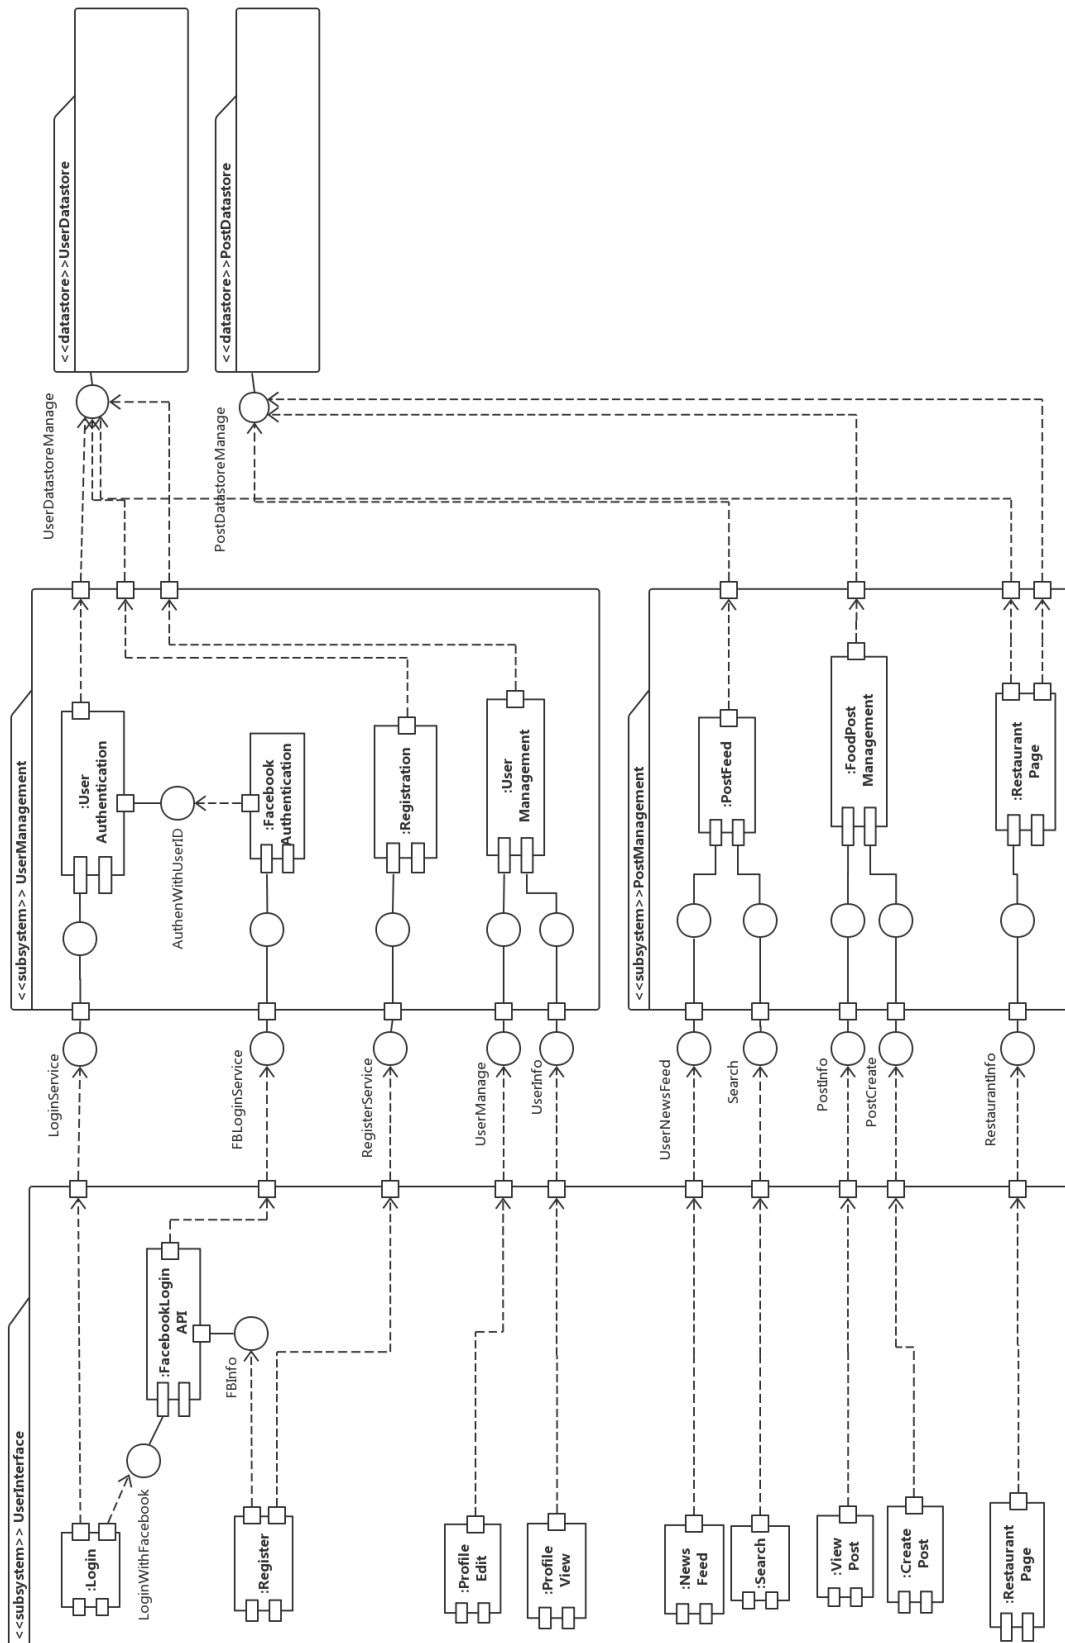 <<subsystem>> UserInterface
:Login
LoginWithFacebook
:FacebookLogin
API
FBInfo
:Register
:Profile
Edit
:Profile
View
:News
Feed
:Search
:View
Post
:Create
Post
:Restaurant
Page
LoginService
FBLoginService
RegisterService
UserManage
UserInfo
UserNewsFeed
Search
PostInfo
PostCreate
RestaurantInfo
<<subsystem>> UserManagement
:User
Authentication
AuthenWithUserID
:Facebook
Authentication
:Registration
:User
Management
<<subsystem>>PostManagement
:PostFeed
:FoodPost
Management
:Restaurant
Page
UserDatastoreManage
PostDatastoreManage
<<datastore>>UserDatastore
<<datastore>>PostDatastore